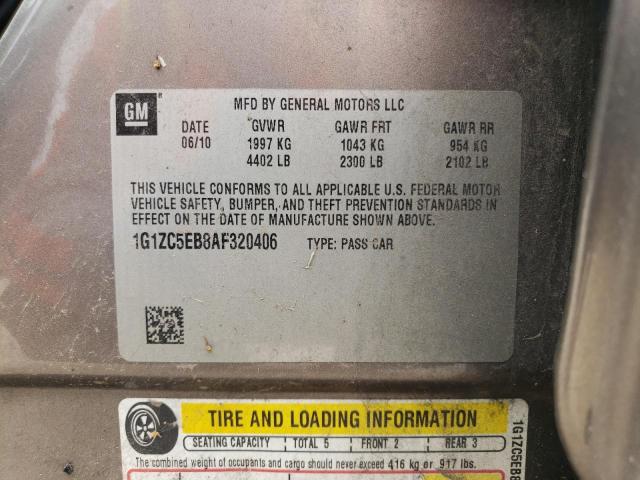 GM
MFD BY GENERAL MOTORS LLC
DATE GVWR GAWR FRT GAWR RR
06/10 1997 KG 1043 KG 954 KG
4402 LB 2300 LB 2102 LB
THIS VEHICLE CONFORMS TO ALL APPLICABLE U.S. FEDERAL MOTOR
VEHICLE SAFETY, BUMPER, AND THEFT PREVENTION STANDARDS IN
EFFECT ON THE DATE OF MANUFACTURE SHOWN ABOVE.
1G1ZC5EB8AF320406 TYPE: PASS CAR
TIRE AND LOADING INFORMATION
SEATING CAPACITY TOTAL 5 FRONT 2 REAR 3
The combined weight of occupants and cargo should never exceed 416 kg or 917 lbs.
1G1ZC5EB8